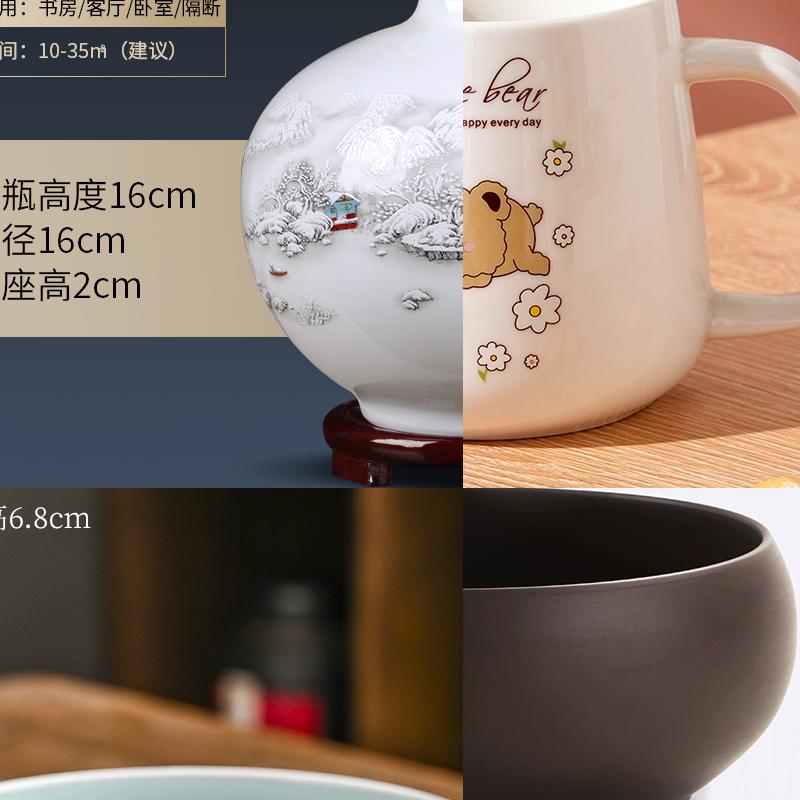 用：书房/客厅/卧室/隔断
间：10-35㎡（建议）
瓶高度16cm
径16cm
座高2cm
e bear
appy every day
高6.8cm